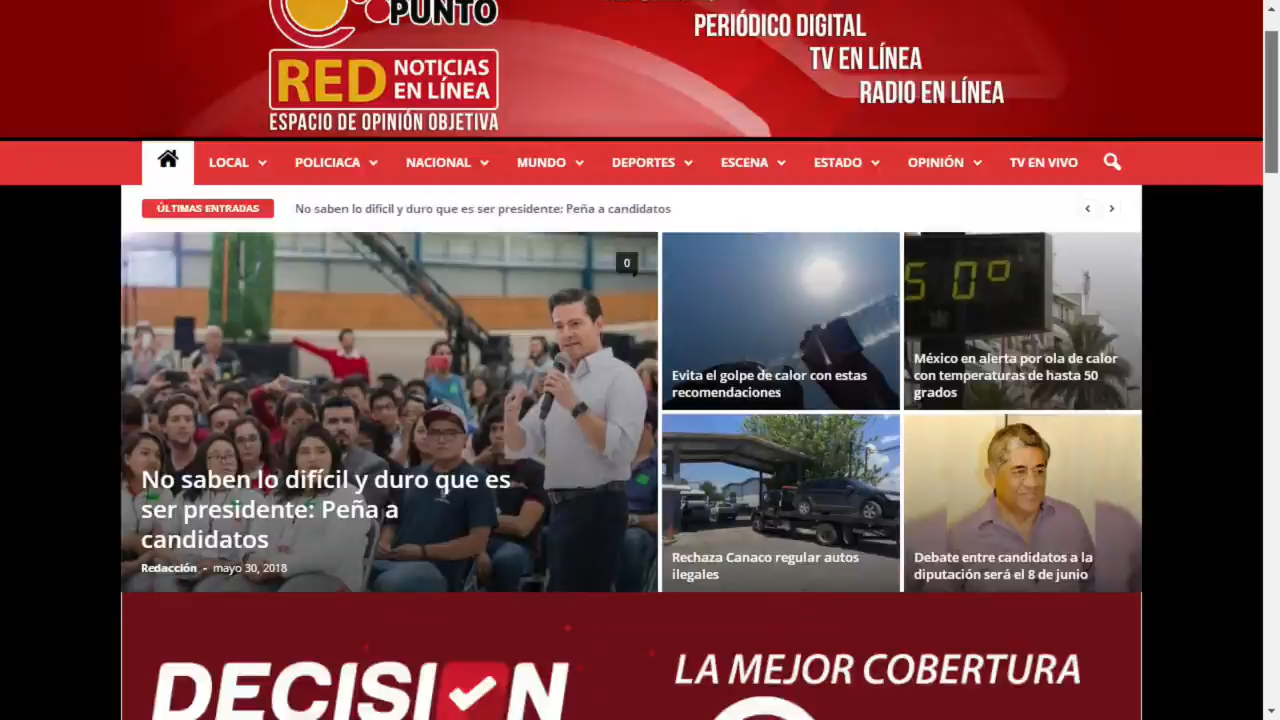 PUNTO
RED NOTICIAS
EN LÍNEA
ESPACIO DE OPINIÓN OBJETIVA
PERIÓDICO DIGITAL
TV EN LÍNEA
RADIO EN LÍNEA
LOCAL POLICIACA NACIONAL MUNDO DEPORTES ESCENA ESTADO OPINIÓN TV EN VIVO
ÚLTIMAS ENTRADAS No saben lo difícil y duro que es ser presidente: Peña a candidatos
0
No saben lo difícil y duro que es
ser presidente: Peña a
candidatos
Redacción - mayo 30, 2018
Evita el golpe de calor con estas
recomendaciones
50°
México en alerta por ola de calor
con temperaturas de hasta 50
grados
Rechaza Canaco regular autos
ilegales
Debate entre candidatos a la
diputación será el 8 de junio
DECISIÓN
LA MEJOR COBERTURA